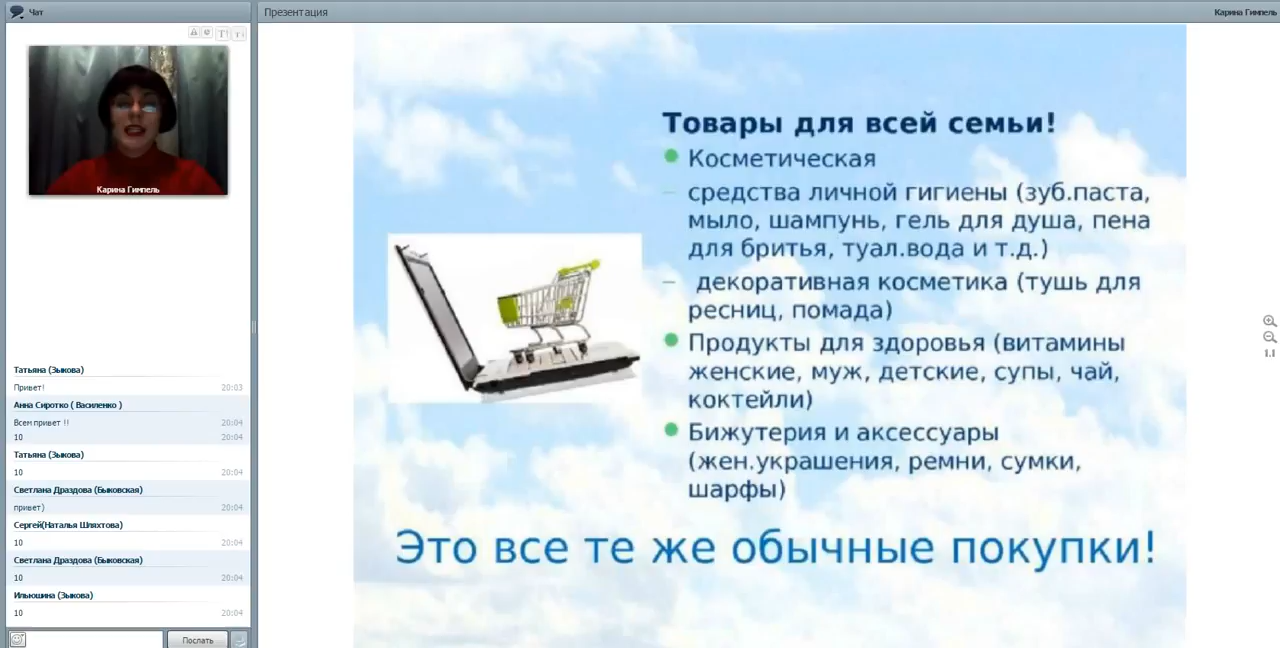 Чат
Презентация
Карина Гимпель
Карина Гимпель
Татьяна (Зыкова)
Привет! 20:03
Анна Сиротко ( Василенко )
Всем привет !! 20:04
10 20:04
Татьяна (Зыкова)
10 20:04
Светлана Драздова (Быковская)
привет) 20:04
Сергей(Наталья Шляхтова)
10 20:04
Светлана Драздова (Быковская)
10 20:04
Ильюшина (Зыкова)
10 20:04
Послать
Товары для всей семьи!
Косметическая
– средства личной гигиены (зуб.паста,
мыло, шампунь, гель для душа, пена
для бритья, туал.вода и т.д.)
– декоративная косметика (тушь для
ресниц, помада)
Продукты для здоровья (витамины
женские, муж, детские, супы, чай,
коктейли)
Бижутерия и аксессуары
(жен.украшения, ремни, сумки,
шарфы)
Это все те же обычные покупки!
1:1